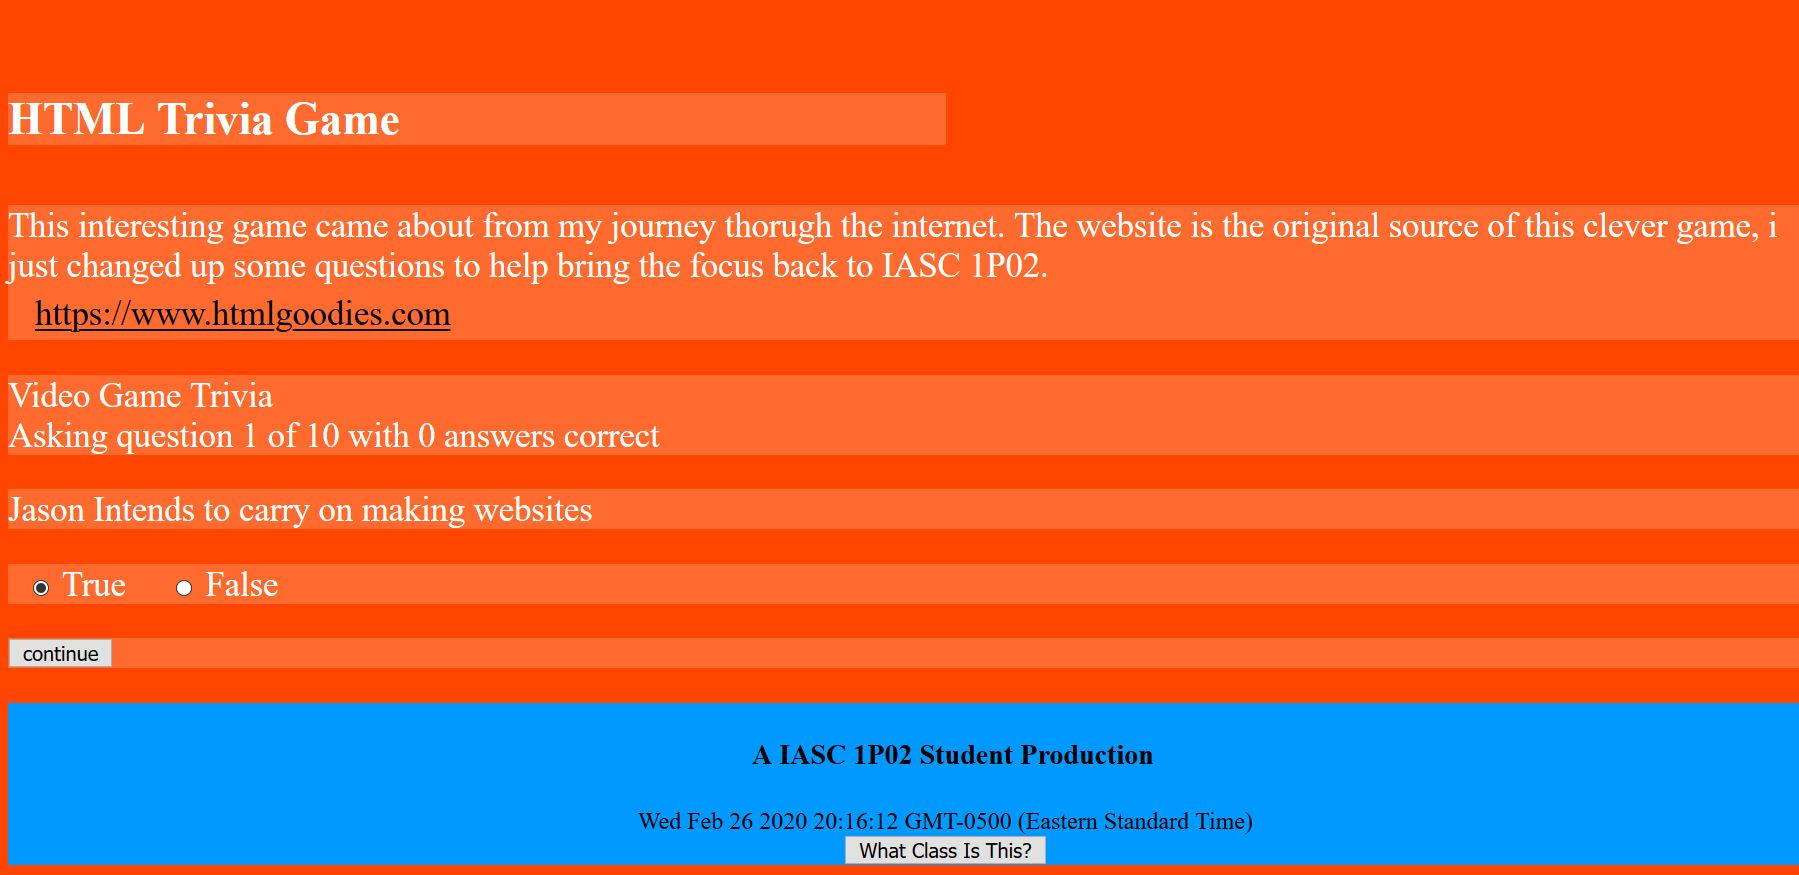 HTML Trivia Game
This interesting game came about from my journey thorugh the internet. The website is the original source of this clever game, i
just changed up some questions to help bring the focus back to IASC 1P02.
https://www.htmlgoodies.com
Video Game Trivia
Asking question 1 of 10 with 0 answers correct
Jason Intends to carry on making websites
True False
continue
A IASC 1P02 Student Production
Wed Feb 26 2020 20:16:12 GMT-0500 (Eastern Standard Time)
What Class Is This?